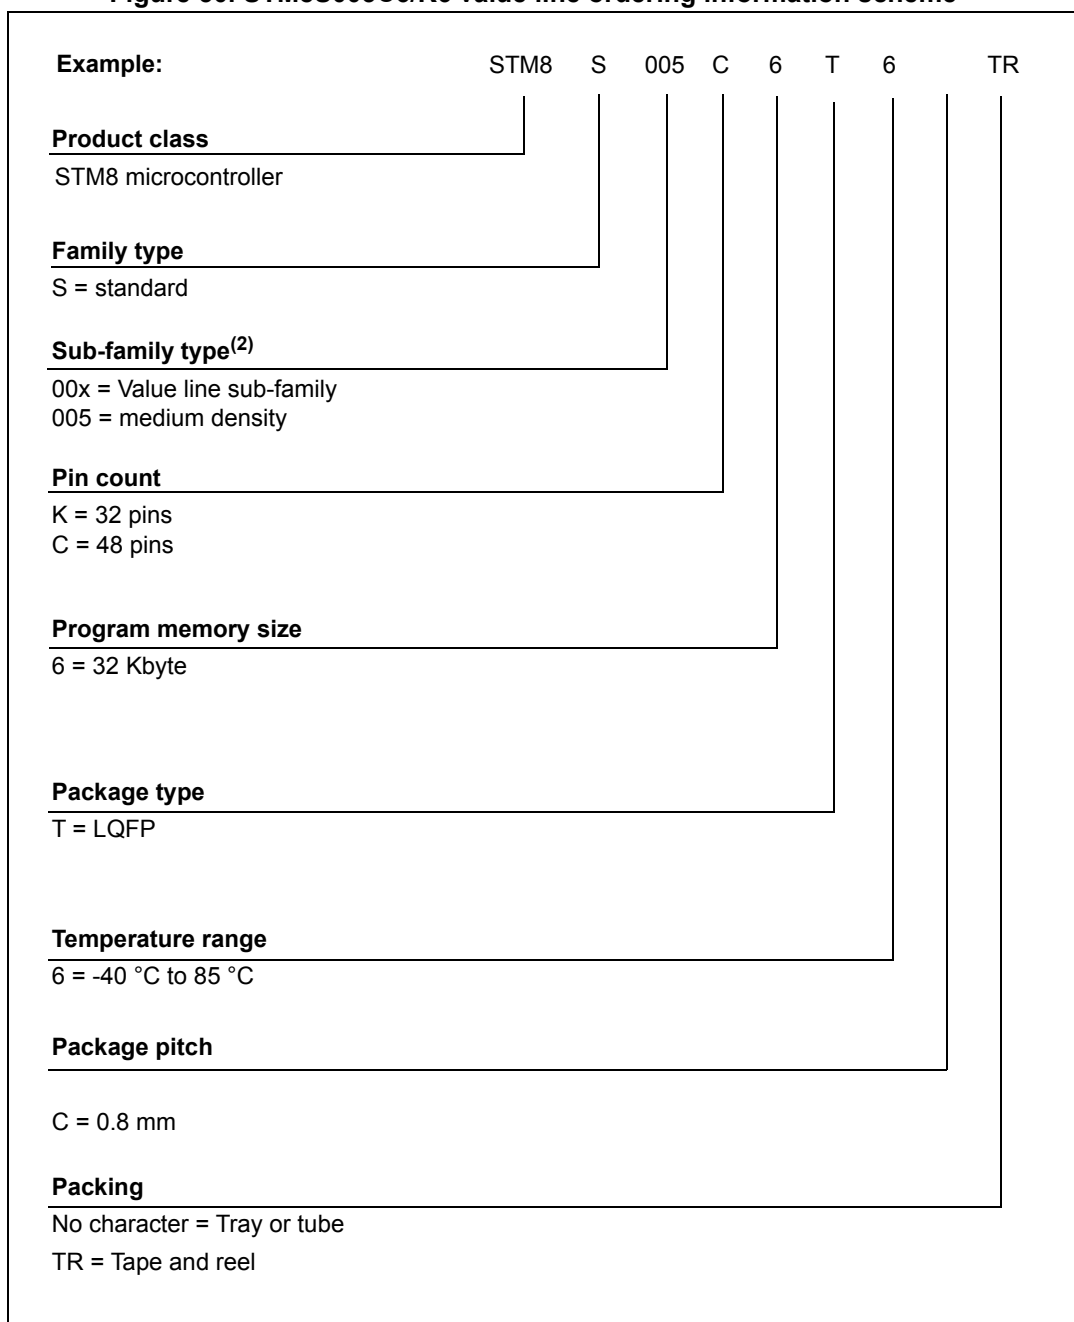 Example: STM8 S 005 C 6 T 6 TR
Product class
STM8 microcontroller
Family type
S = standard
Sub-family type(2)
00x = Value line sub-family
005 = medium density
Pin count
K = 32 pins
C = 48 pins
Program memory size
6 = 32 Kbyte
Package type
T = LQFP
Temperature range
6 = -40 °C to 85 °C
Package pitch
C = 0.8 mm
Packing
No character = Tray or tube
TR = Tape and reel